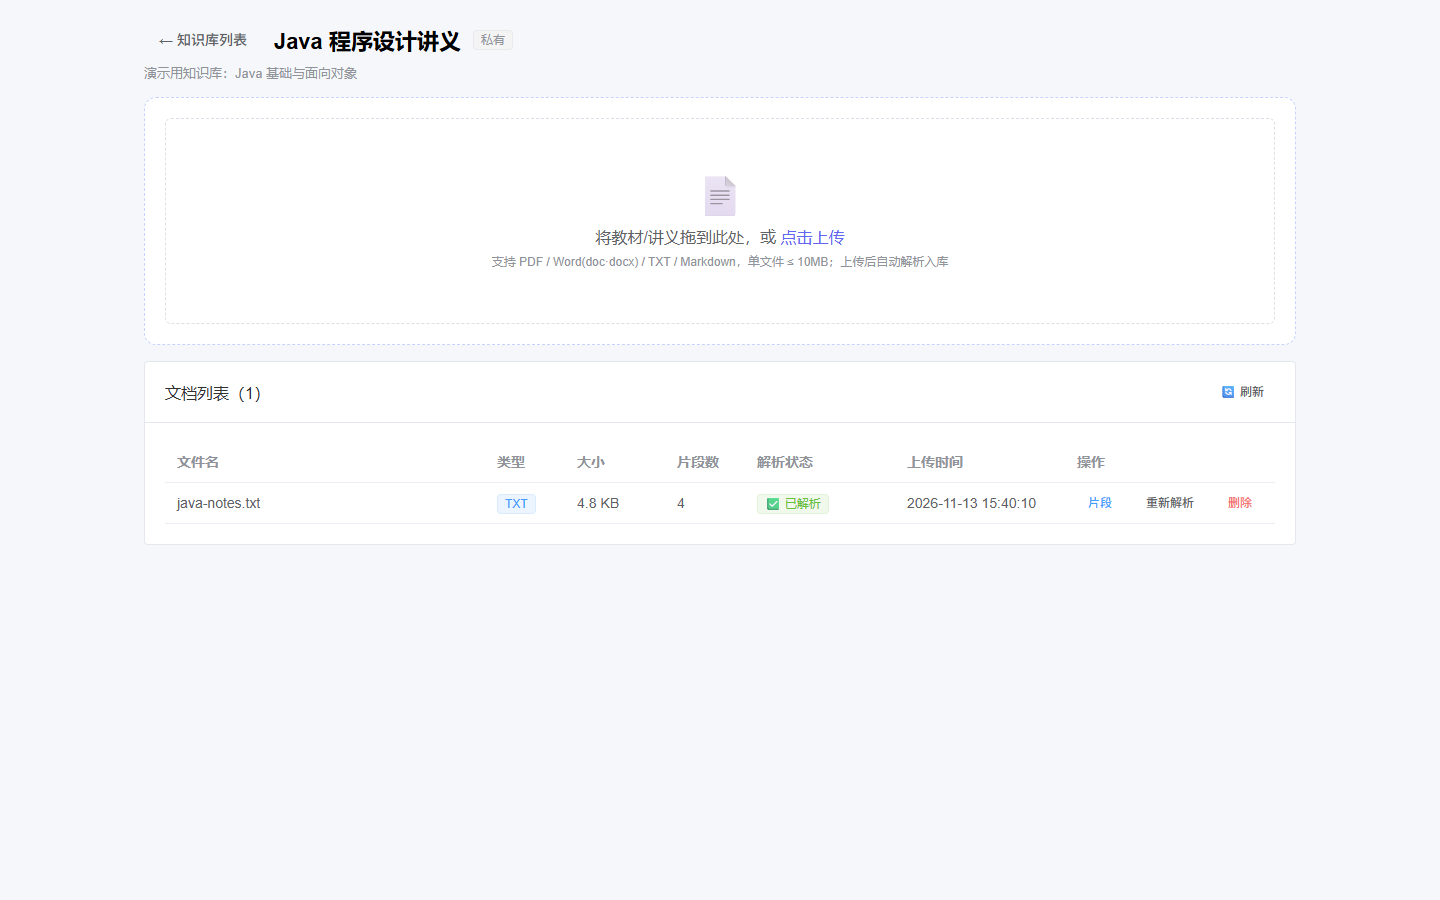 ← 知识库列表 Java 程序设计讲义 私有
演示用知识库：Java 基础与面向对象
将教材/讲义拖到此处，或 点击上传
支持 PDF / Word(doc·docx) / TXT / Markdown，单文件 ≤ 10MB；上传后自动解析入库
文档列表（1） 刷新
文件名 类型 大小 片段数 解析状态 上传时间 操作
java-notes.txt TXT 4.8 KB 4 ✅ 已解析 2026-11-13 15:40:10 片段 重新解析 删除